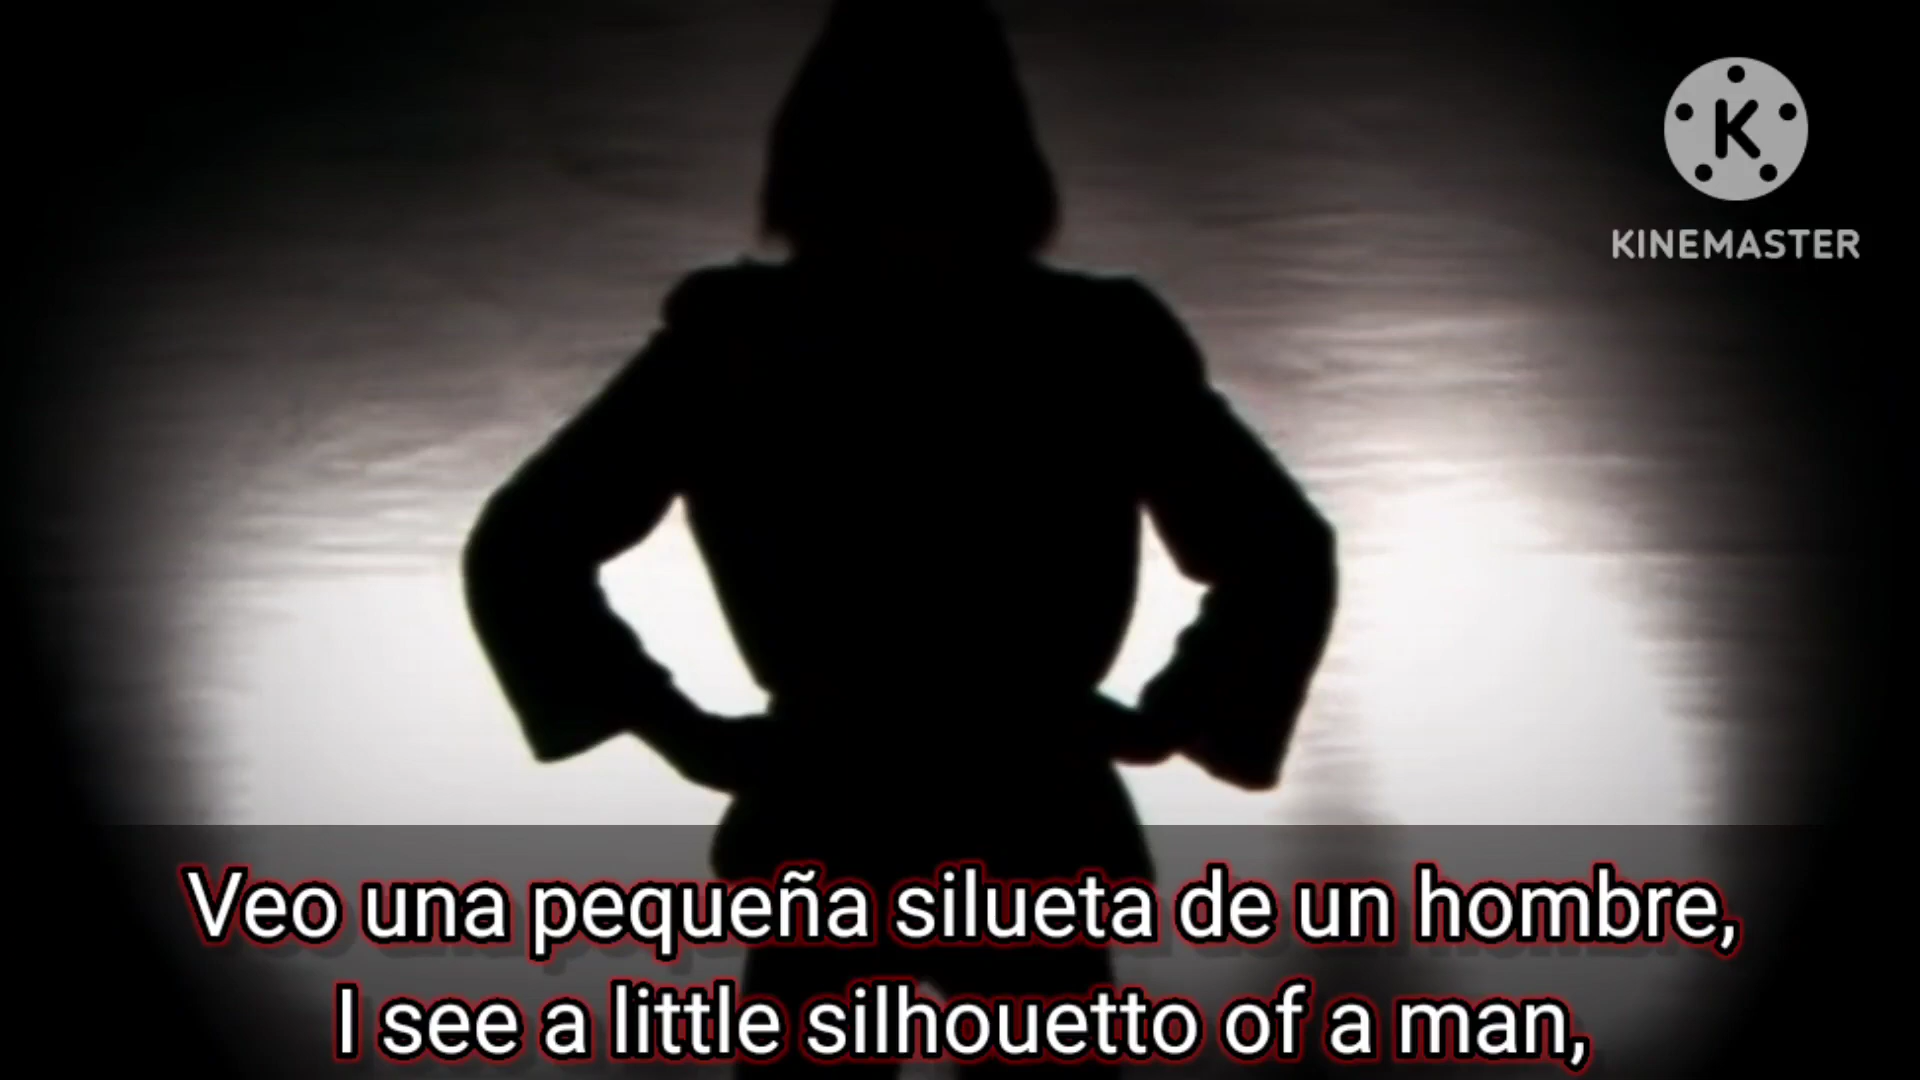 K
KINEMASTER
Veo una pequeña silueta de un hombre,
I see a little silhouetto of a man,